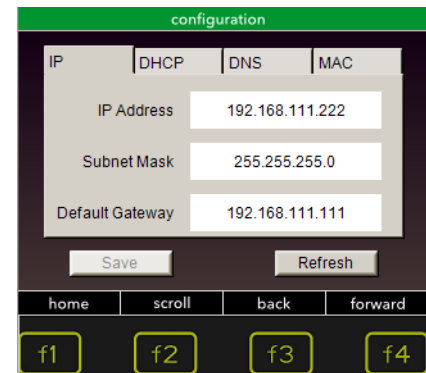 configuration
IP DHCP DNS MAC
IP Address 192.168.111.222
Subnet Mask 255.255.255.0
Default Gateway 192.168.111.111
Save Refresh
home scroll back forward
f1 f2 f3 f4